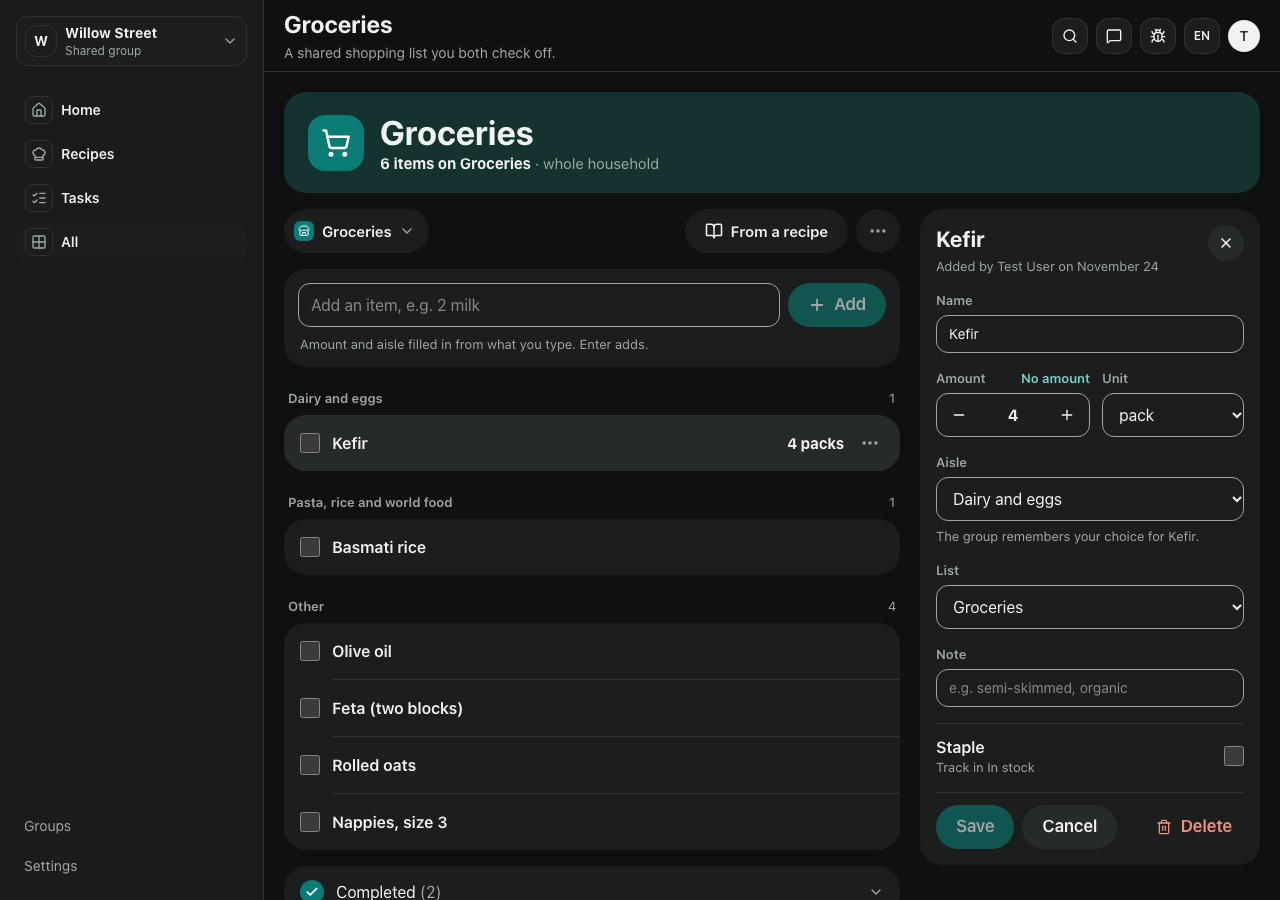 W
Willow Street
Shared group
Home
Recipes
Tasks
All
Groups
Settings
Groceries
A shared shopping list you both check off.
EN
T
Groceries
6 items on Groceries · whole household
Groceries
From a recipe
Add an item, e.g. 2 milk
Add
Amount and aisle filled in from what you type. Enter adds.
Dairy and eggs 1
Kefir 4 packs
Pasta, rice and world food 1
Basmati rice
Other 4
Olive oil
Feta (two blocks)
Rolled oats
Nappies, size 3
Completed (2)
Kefir
Added by Test User on November 24
Name
Kefir
Amount No amount Unit
4 pack
Aisle
Dairy and eggs
The group remembers your choice for Kefir.
List
Groceries
Note
e.g. semi-skimmed, organic
Staple
Track in In stock
Save Cancel Delete